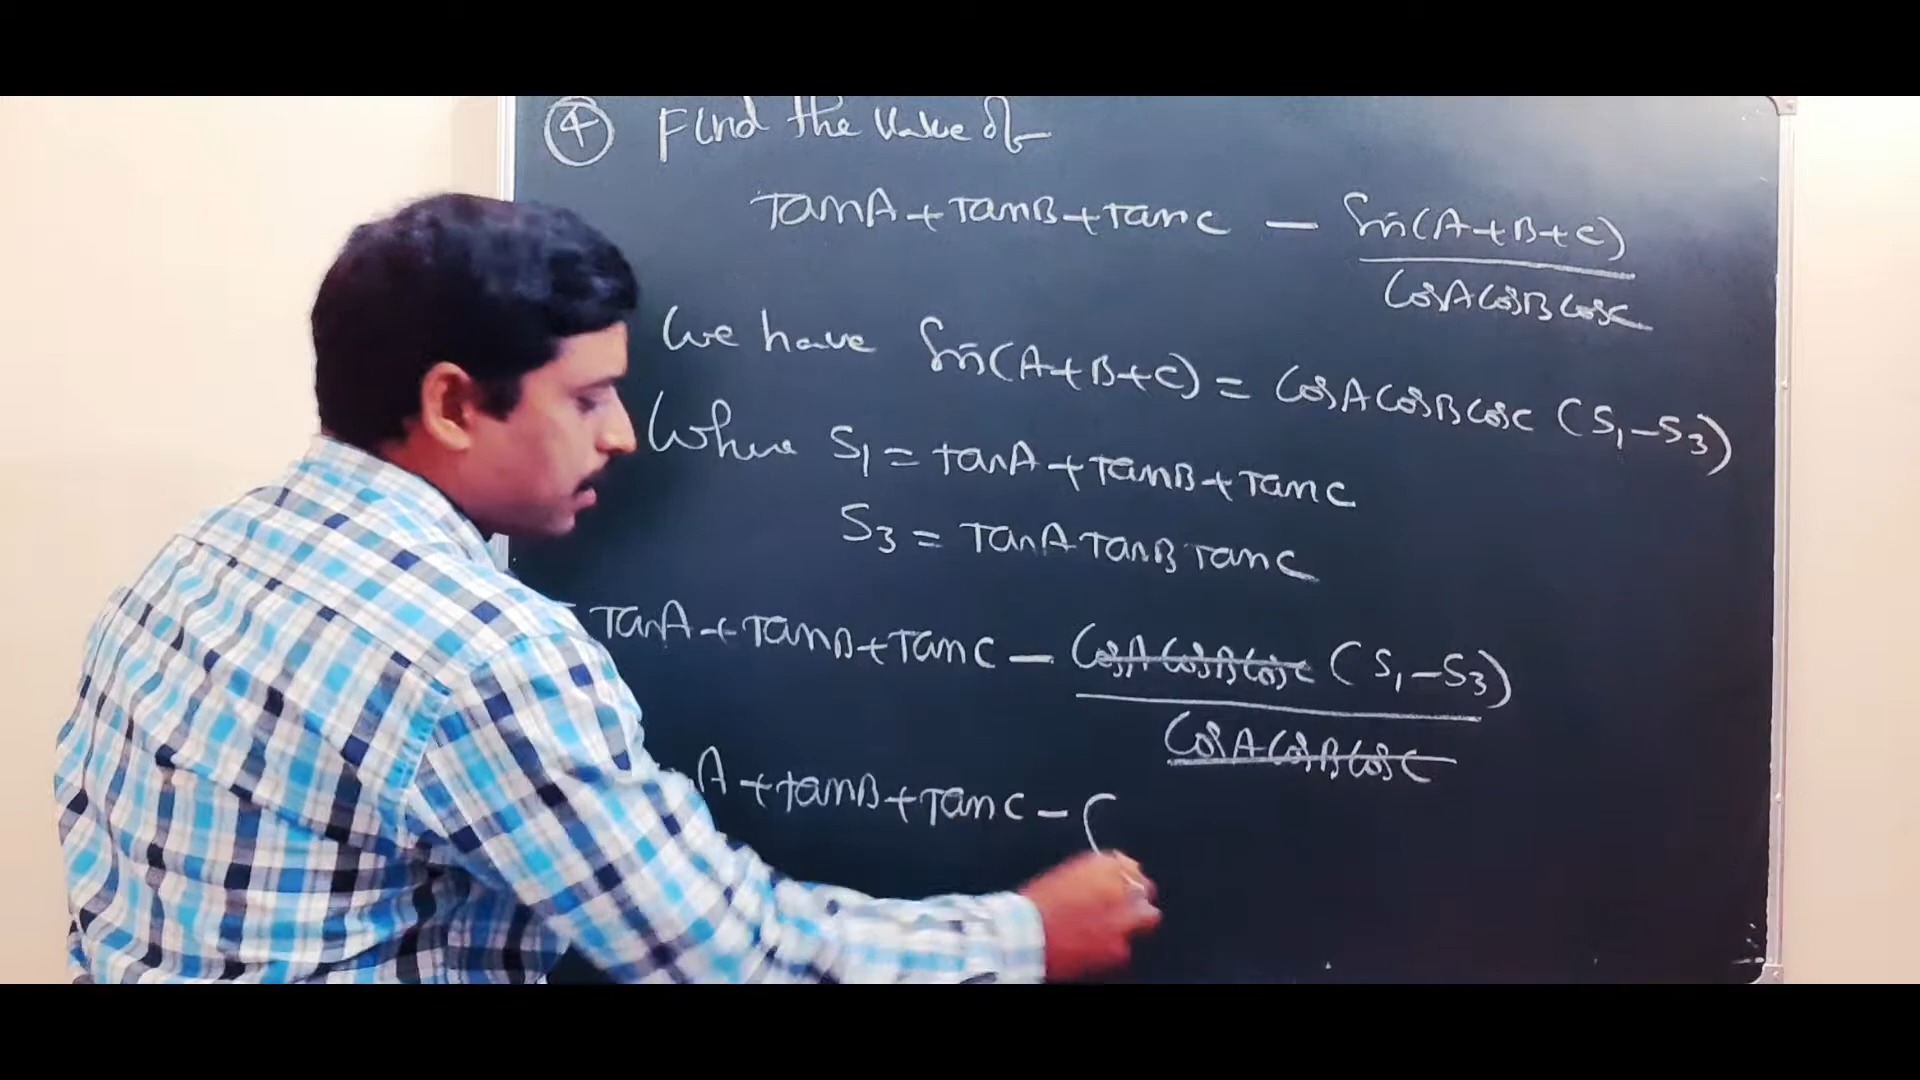 4 Find the value of
TanA + TanB + TanC - Sin(A+B+C)
CosA CosB CosC
We have Sin(A+B+C) = CosA CosB CosC (S1-S3)
Where S1 = tanA + TanB + TanC
S3 = TanA TanB TanC
TanA + TanB + TanC - CosA CosB CosC (S1-S3)
CosA CosB CosC
A + tanB + TanC - (